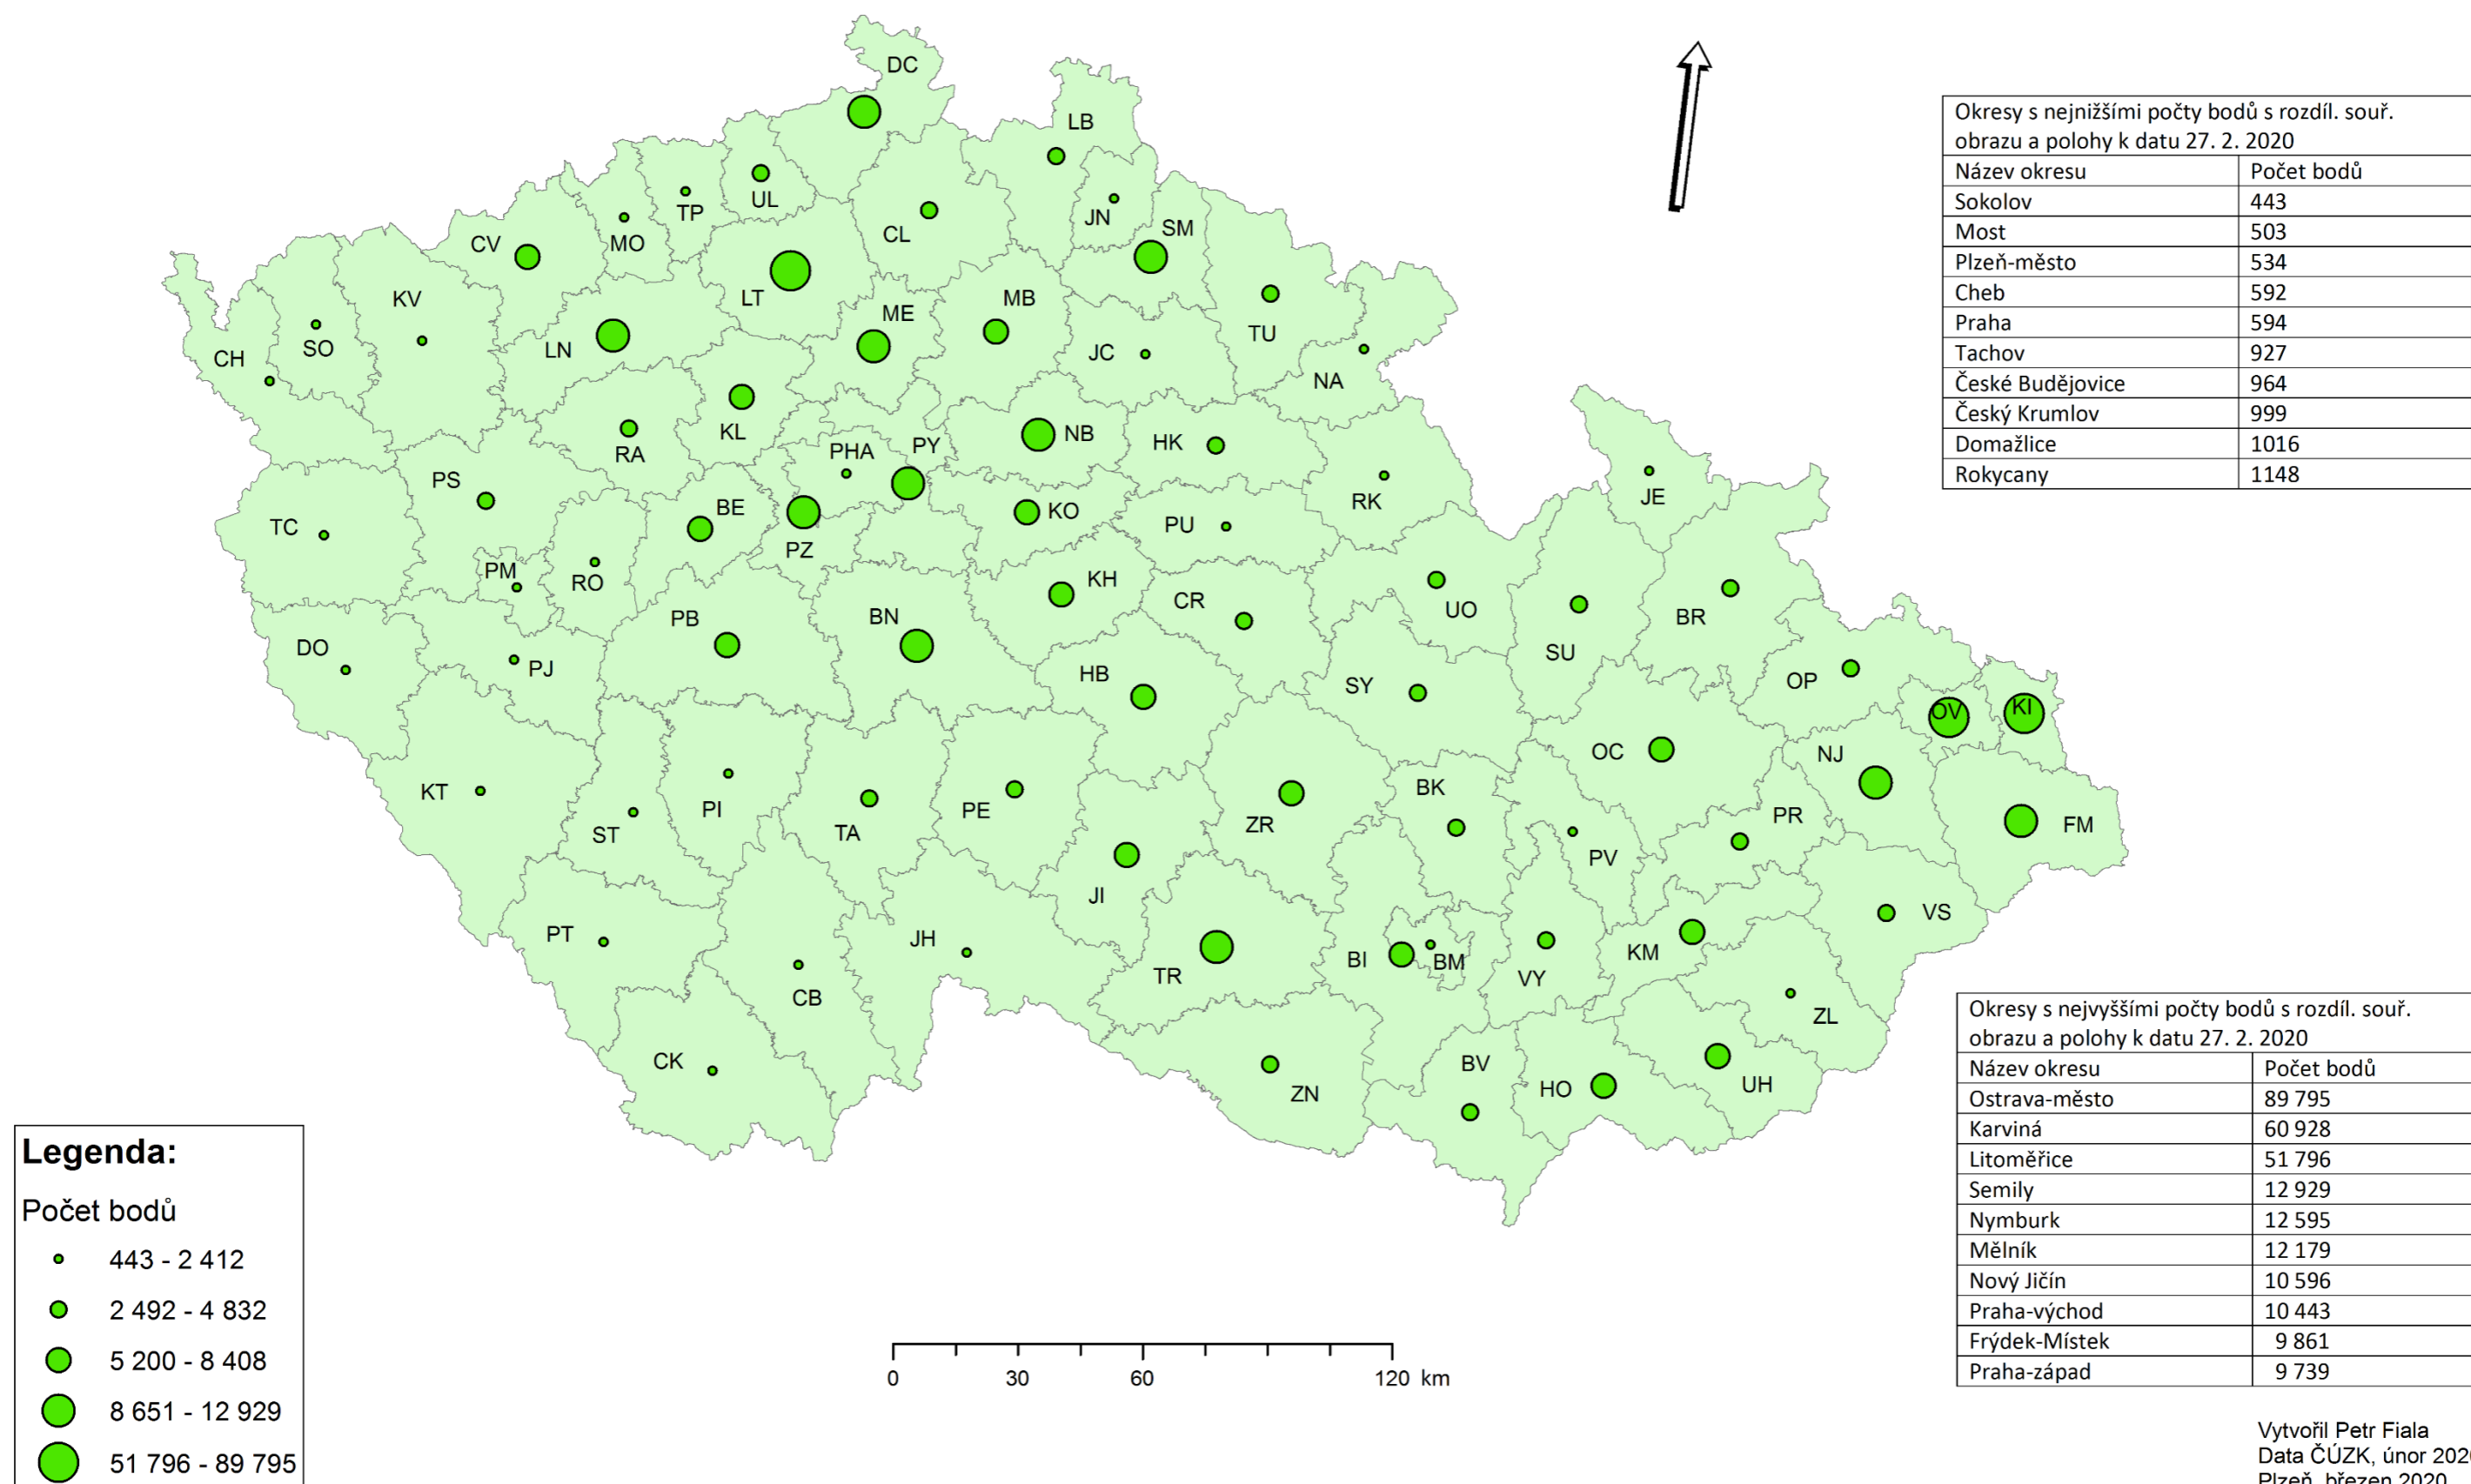 DC
LB
UL
TP
JN
CL
SM
MO
CV
LT
KV
MB
ME
TU
LN
JC
SO
CH
NA
KL
NB
HK
PY
PHA
RA
PS
RK
JE
BE
KO
PU
TC
PZ
PM
RO
KH
CR
UO
BN
PB
BR
DO
SU
PJ
HB
OP
SY
KI
OV
OC
NJ
BK
KT
PI
PE
PR
ZR
FM
TA
ST
PV
JI
VS
PT
JH
KM
BI
BM
TR
VY
CB
ZL
CK
BV
UH
HO
ZN
Okresy s nejnižšími počty bodů s rozdíl. souř.
obrazu a polohy k datu 27. 2. 2020
Název okresu Počet bodů
Sokolov 443
Most 503
Plzeň-město 534
Cheb 592
Praha 594
Tachov 927
České Budějovice 964
Český Krumlov 999
Domažlice 1016
Rokycany 1148
Okresy s nejvyššími počty bodů s rozdíl. souř.
obrazu a polohy k datu 27. 2. 2020
Název okresu Počet bodů
Ostrava-město 89 795
Karviná 60 928
Litoměřice 51 796
Semily 12 929
Nymburk 12 595
Mělník 12 179
Nový Jičín 10 596
Praha-východ 10 443
Frýdek-Místek 9 861
Praha-západ 9 739
Legenda:
Počet bodů
443 - 2 412
2 492 - 4 832
5 200 - 8 408
8 651 - 12 929
51 796 - 89 795
0 30 60 120 km
Vytvořil Petr Fiala
Data ČÚZK, únor 2020
Plzeň, březen 2020